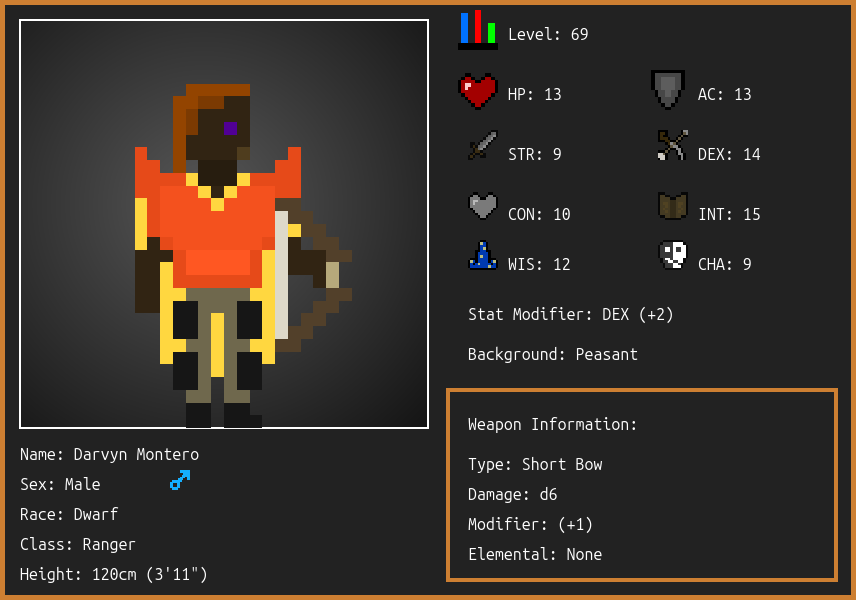 Level: 69
HP: 13
AC: 13
STR: 9
DEX: 14
CON: 10
INT: 15
WIS: 12
CHA: 9
Stat Modifier: DEX (+2)
Background: Peasant
Weapon Information:
Type: Short Bow
Damage: d6
Modifier: (+1)
Elemental: None
Name: Darvyn Montero
Sex: Male
Race: Dwarf
Class: Ranger
Height: 120cm (3'11")